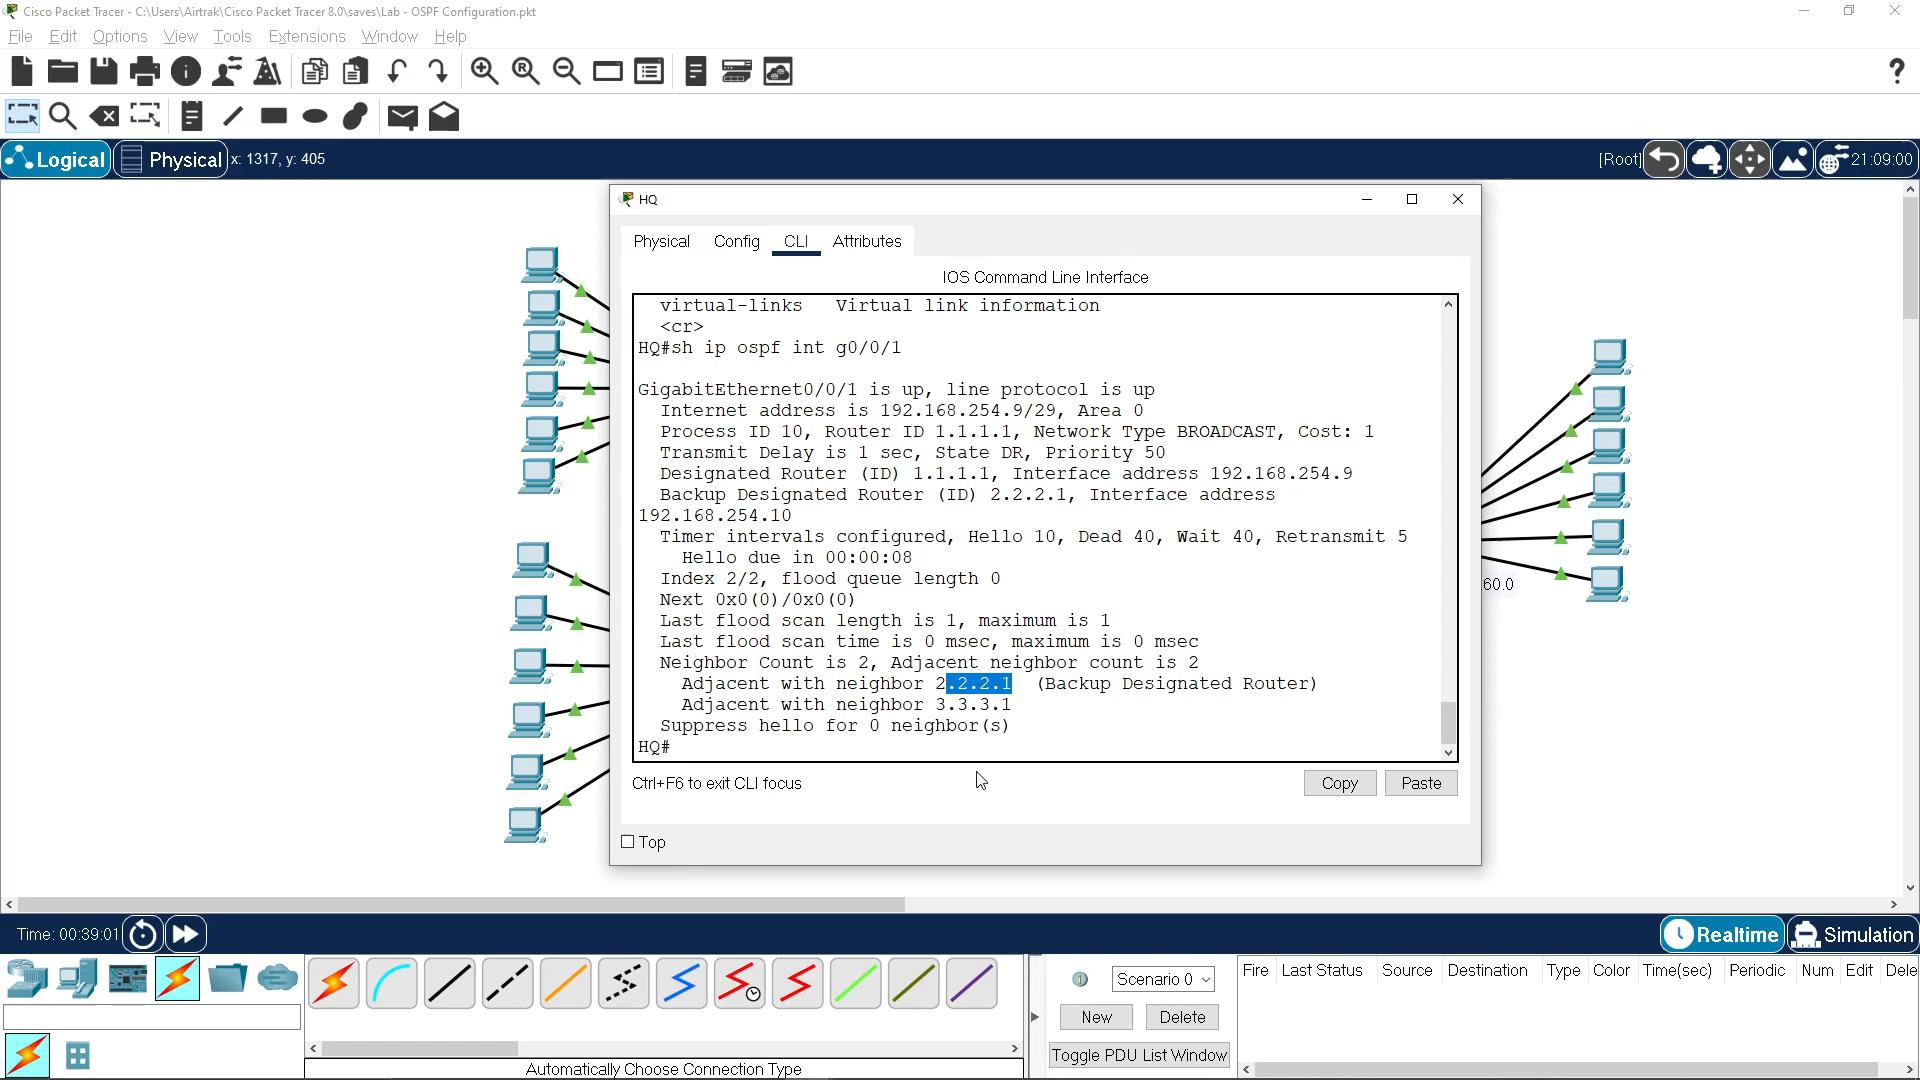 Cisco Packet Tracer - C:\Users\Airtrak\Cisco Packet Tracer 8.0\saves\Lab - OSPF Configuration.pkt
File Edit Options View Tools Extensions Window Help
Logical Physical x: 1317, y: 405 [Root] 21:09:00
HQ
Physical Config CLI Attributes
IOS Command Line Interface
virtual-links Virtual link information
<cr>
HQ#sh ip ospf int g0/0/1
GigabitEthernet0/0/1 is up, line protocol is up
Internet address is 192.168.254.9/29, Area 0
Process ID 10, Router ID 1.1.1.1, Network Type BROADCAST, Cost: 1
Transmit Delay is 1 sec, State DR, Priority 50
Designated Router (ID) 1.1.1.1, Interface address 192.168.254.9
Backup Designated Router (ID) 2.2.2.1, Interface address
192.168.254.10
Timer intervals configured, Hello 10, Dead 40, Wait 40, Retransmit 5
Hello due in 00:00:08
Index 2/2, flood queue length 0
Next 0x0(0)/0x0(0)
Last flood scan length is 1, maximum is 1
Last flood scan time is 0 msec, maximum is 0 msec
Neighbor Count is 2, Adjacent neighbor count is 2
Adjacent with neighbor 2.2.2.1 (Backup Designated Router)
Adjacent with neighbor 3.3.3.1
Suppress hello for 0 neighbor(s)
HQ#
60.0
Ctrl+F6 to exit CLI focus
Copy Paste
Top
Time: 00:39:01
Realtime Simulation
Scenario 0
New Delete
Toggle PDU List Window
Fire Last Status Source Destination Type Color Time(sec) Periodic Num Edit Dele
Automatically Choose Connection Type